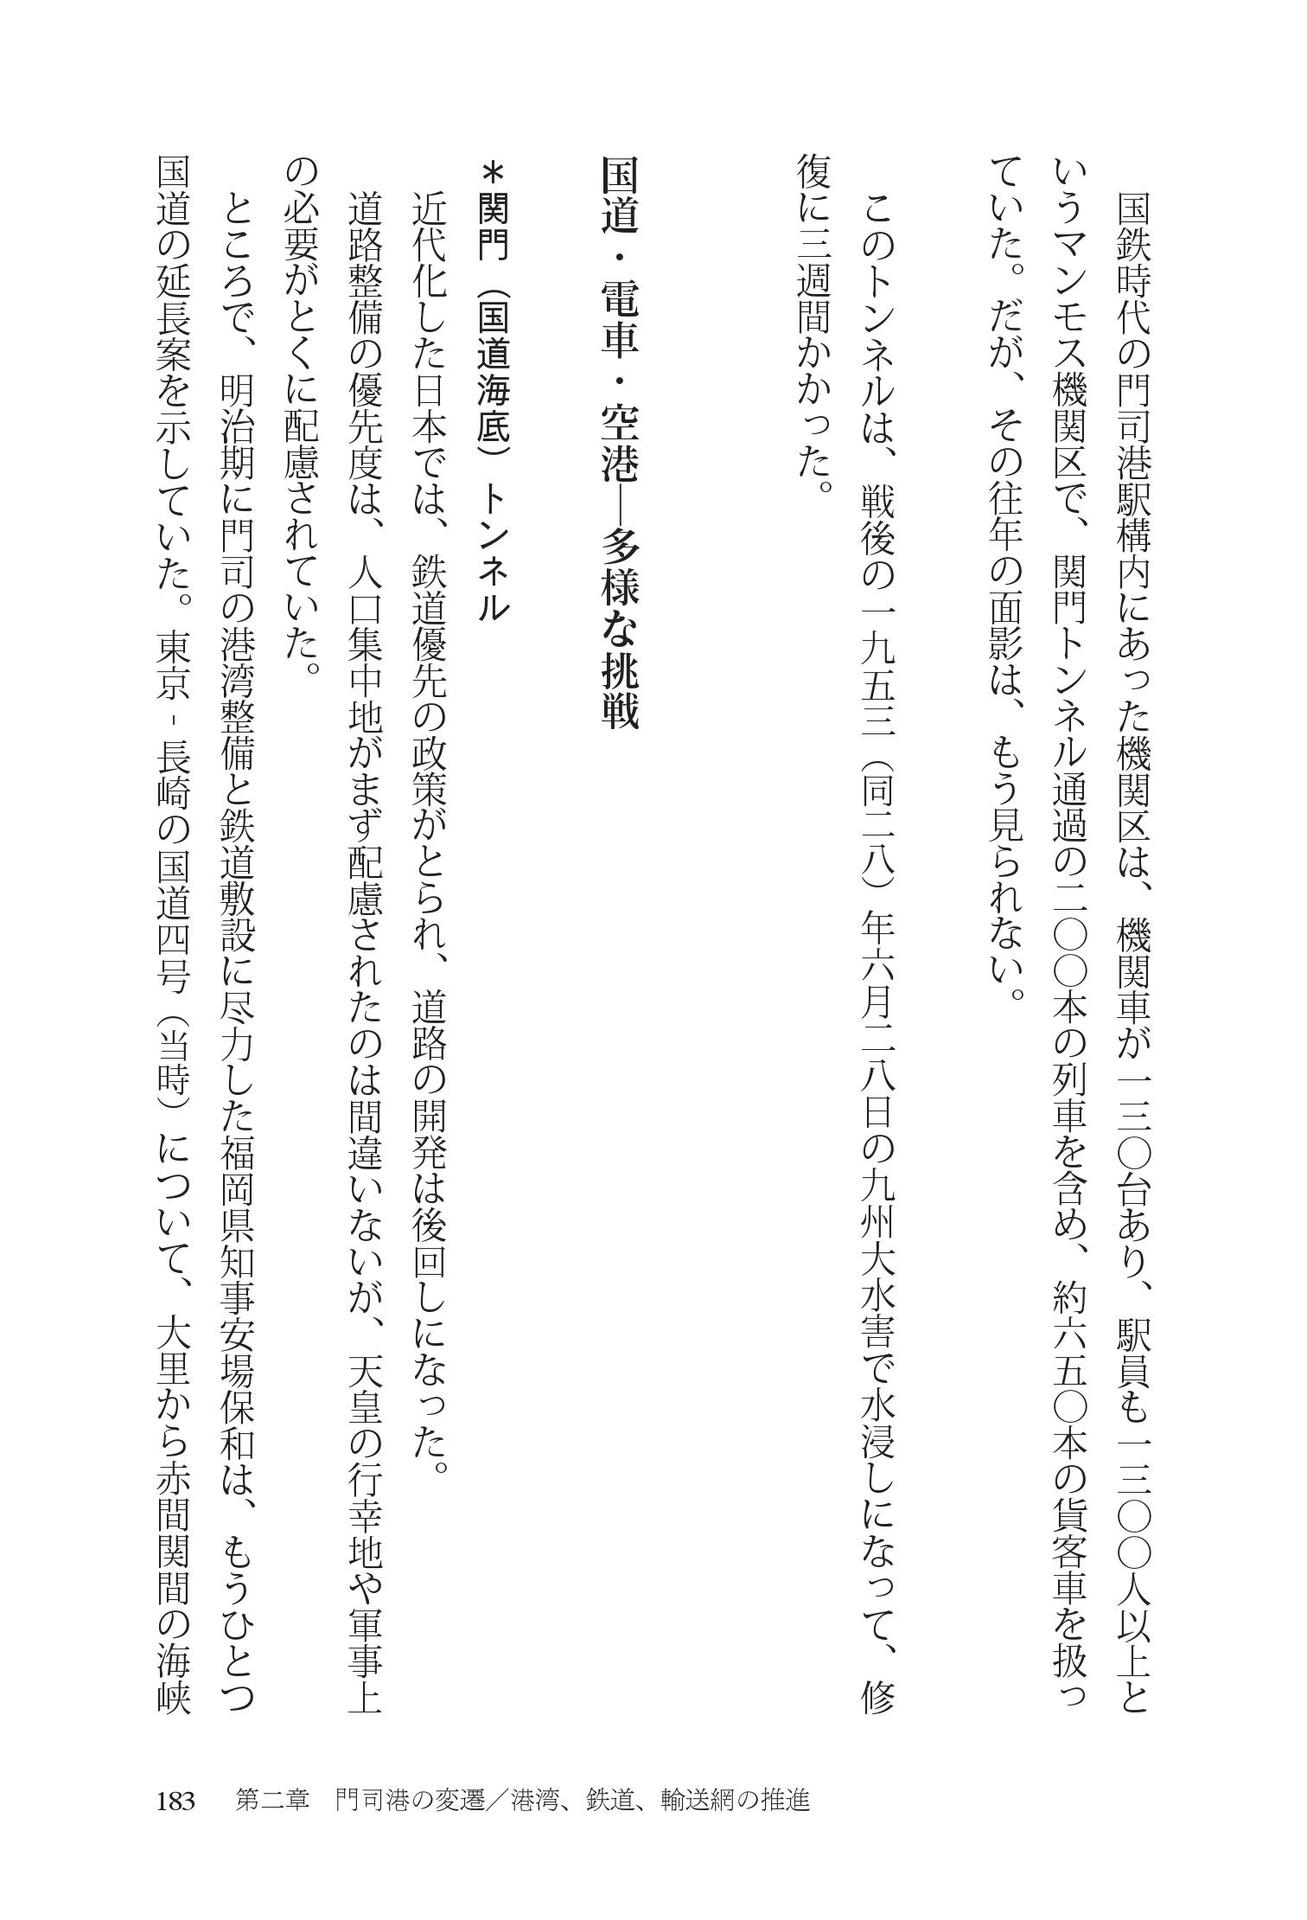 国鉄時代の門司港駅構内にあった機関区は、機関車が一三〇台あり、駅員も一三〇〇人以上と
いうマンモス機関区で、関門トンネル通過の二〇〇本の列車を含め、約六五〇本の貨客車を扱っ
ていた。だが、その往年の面影は、もう見られない。
このトンネルは、戦後の一九五三（同二八）年六月二八日の九州大水害で水浸しになって、修
復に三週間かかった。
国道・電車・空港―多様な挑戦
＊関門（国道海底）トンネル
近代化した日本では、鉄道優先の政策がとられ、道路の開発は後回しになった。
道路整備の優先度は、人口集中地がまず配慮されたのは間違いないが、天皇の行幸地や軍事上
の必要がとくに配慮されていた。
ところで、明治期に門司の港湾整備と鉄道敷設に尽力した福岡県知事安場保和は、もうひとつ
国道の延長案を示していた。東京‐長崎の国道四号（当時）について、大里から赤間関間の海峡
183　第二章　門司港の変遷／港湾、鉄道、輸送網の推進